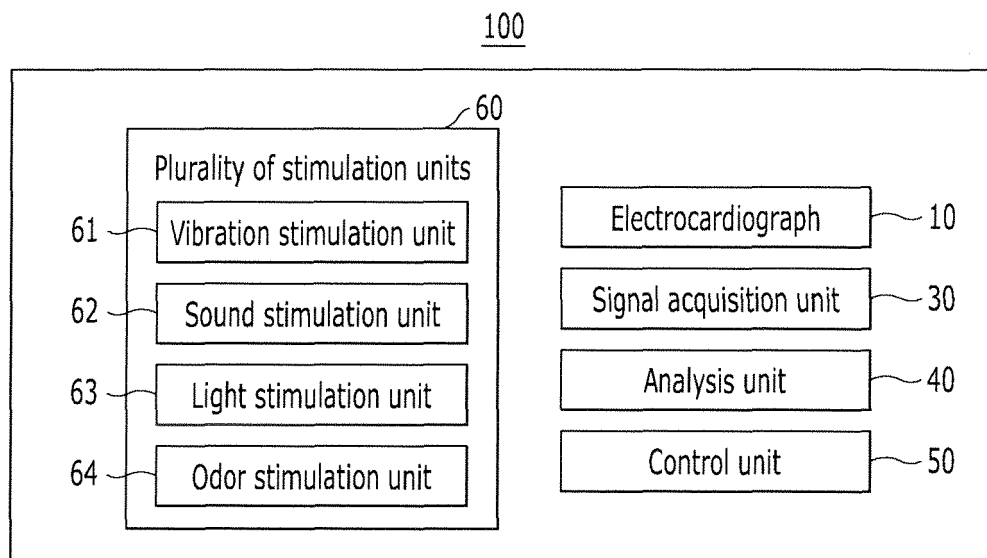 100
60
Plurality of stimulation units
61 Vibration stimulation unit
62 Sound stimulation unit
63 Light stimulation unit
64 Odor stimulation unit
Electrocardiograph 10
Signal acquisition unit 30
Analysis unit 40
Control unit 50